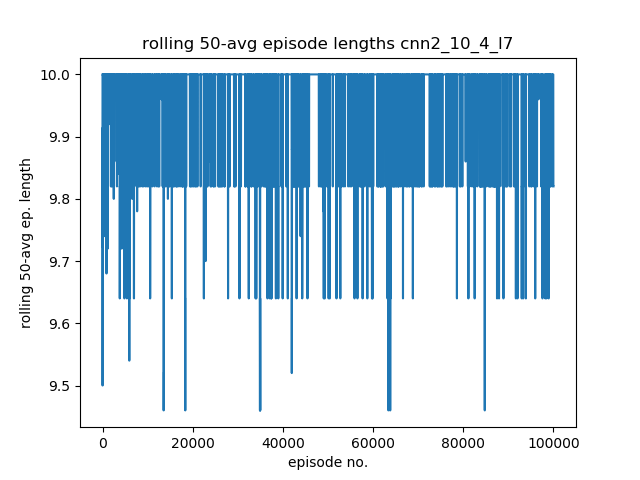 rolling 50-avg episode lengths cnn2_10_4_l7
10.0
9.9
9.8
9.7
9.6
9.5
rolling 50-avg ep. length
0 20000 40000 60000 80000 100000
episode no.